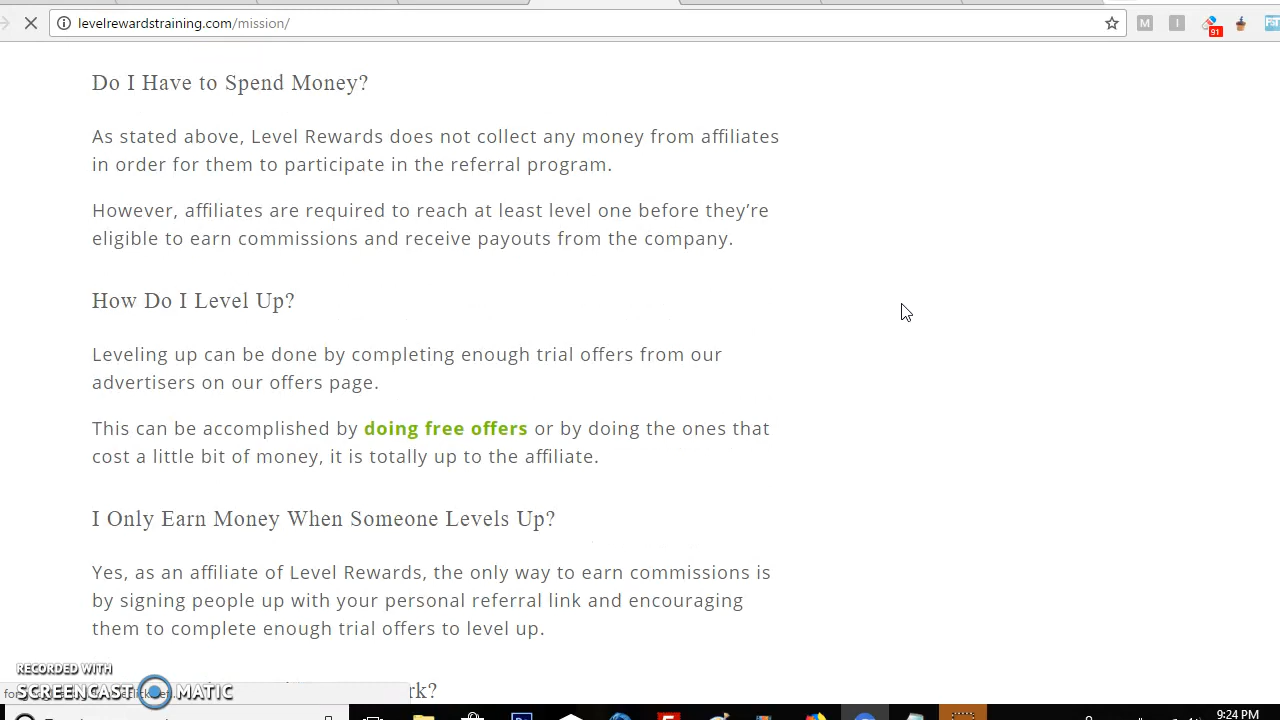 levelrewardstraining.com/mission/
M
I
91
Do I Have to Spend Money?
As stated above, Level Rewards does not collect any money from affiliates
in order for them to participate in the referral program.
However, affiliates are required to reach at least level one before they’re
eligible to earn commissions and receive payouts from the company.
How Do I Level Up?
Leveling up can be done by completing enough trial offers from our
advertisers on our offers page.
This can be accomplished by doing free offers or by doing the ones that
cost a little bit of money, it is totally up to the affiliate.
I Only Earn Money When Someone Levels Up?
Yes, as an affiliate of Level Rewards, the only way to earn commissions is
by signing people up with your personal referral link and encouraging
them to complete enough trial offers to level up.
RECORDED WITH
SCREENCAST MATIC
rk?
9:24 PM